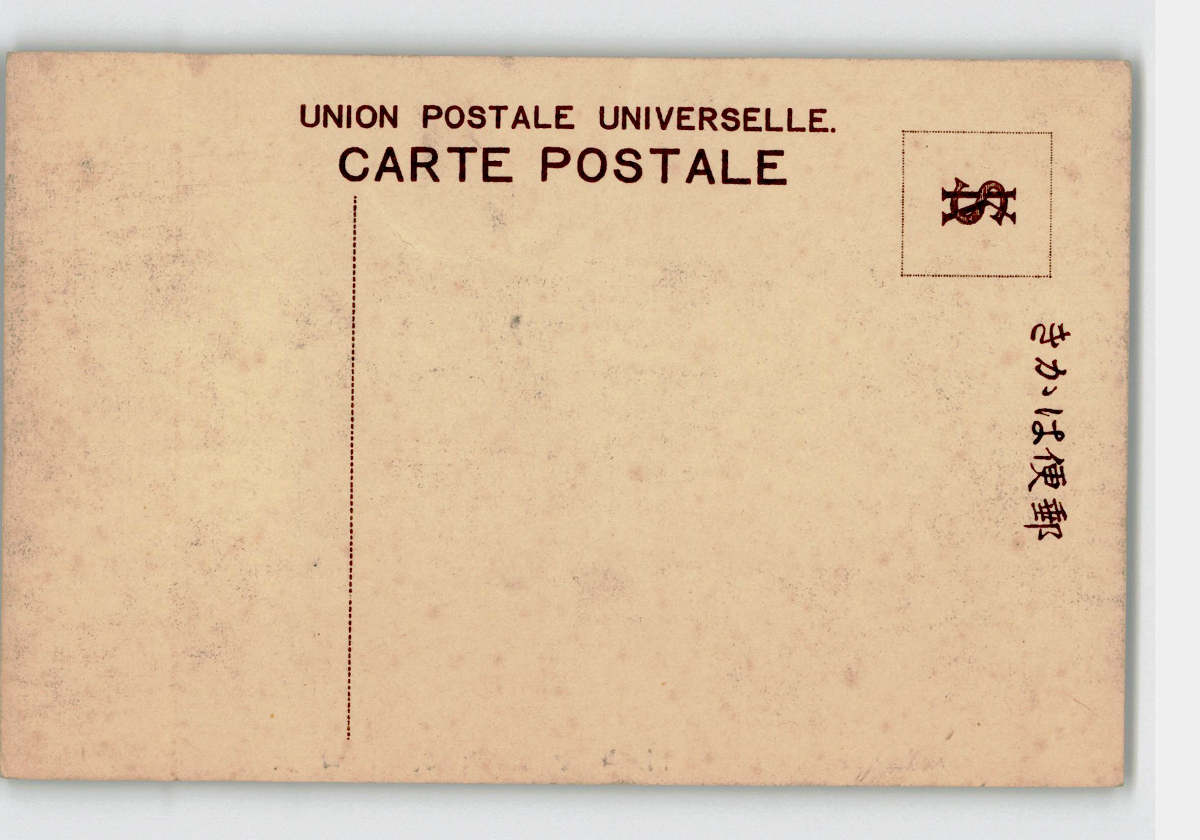 UNION POSTALE UNIVERSELLE.
CARTE POSTALE
郵便はかき